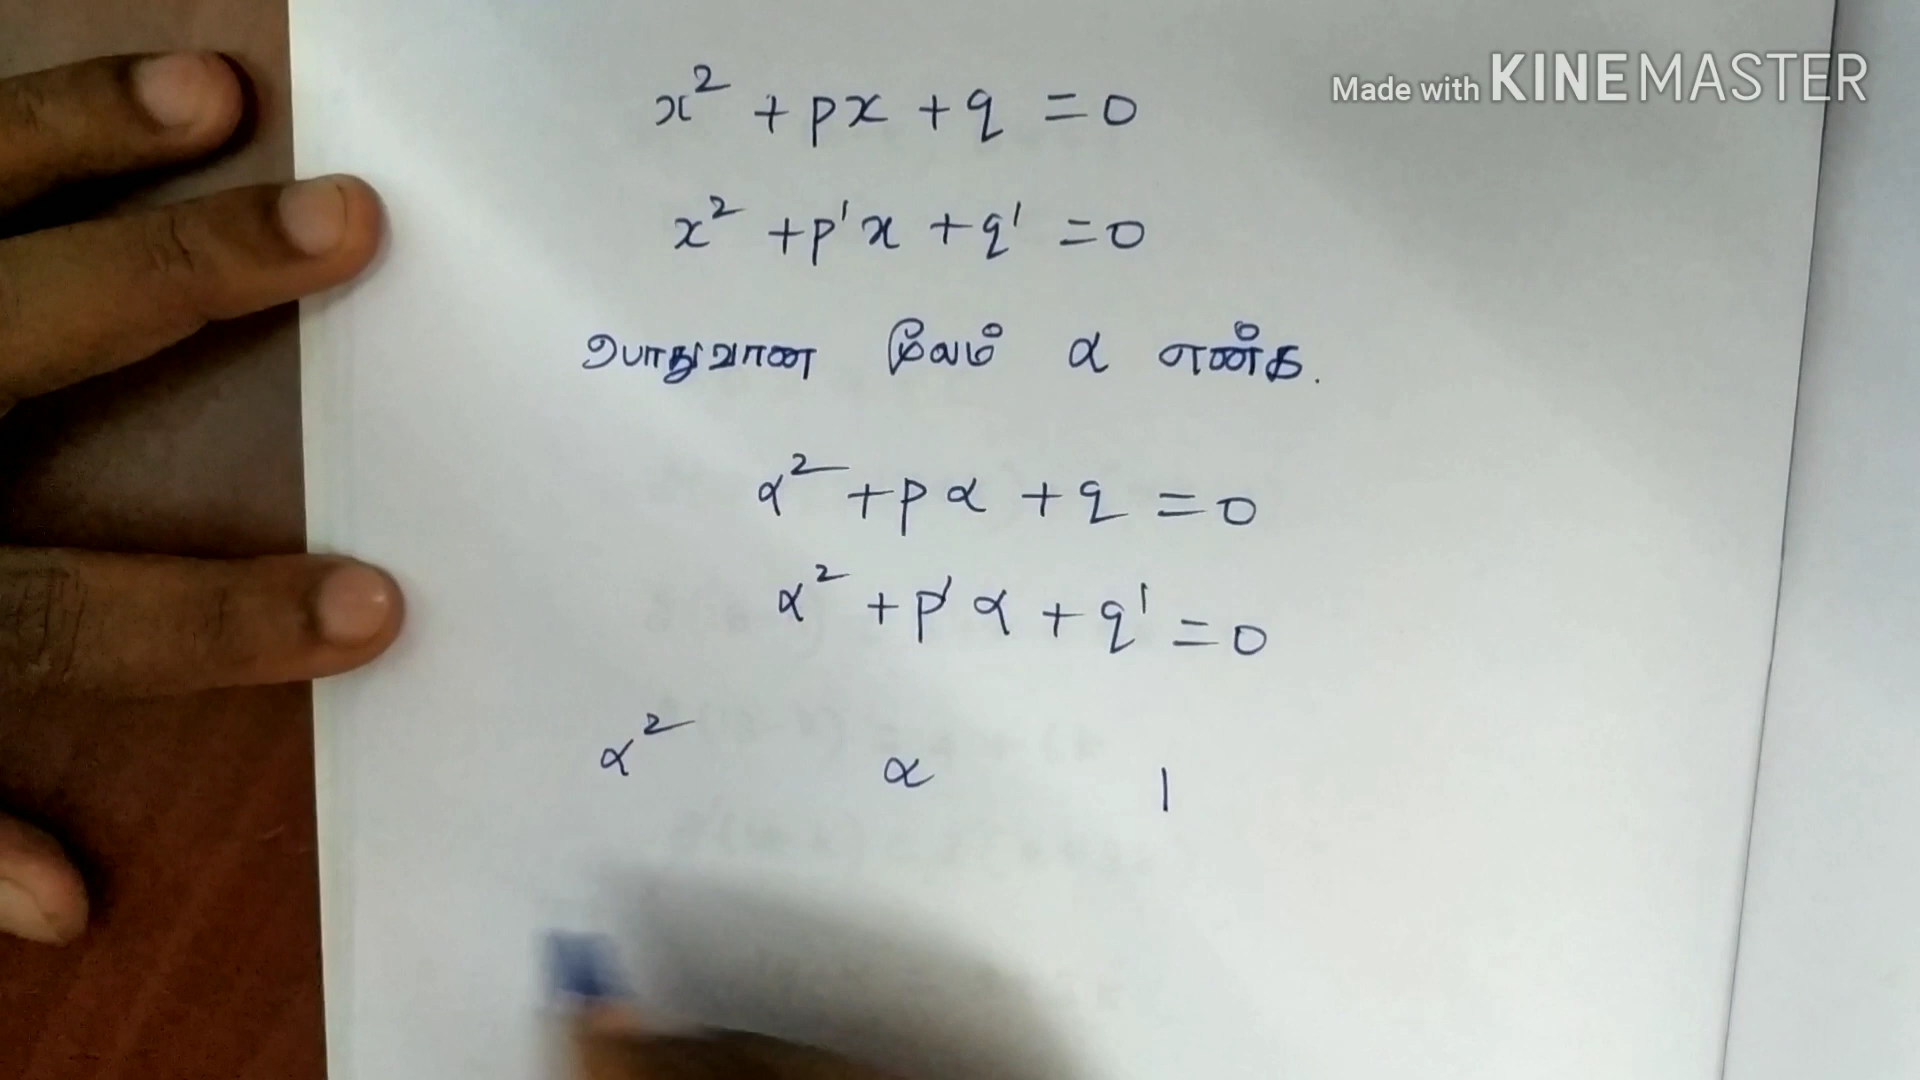 Made with KINEMASTER
x² + px + q = 0
x² + p'x + q' = 0
பொதுவான மூலம் α என்க.
α² + pα + q = 0
α² + p'α + q' = 0
α² α 1